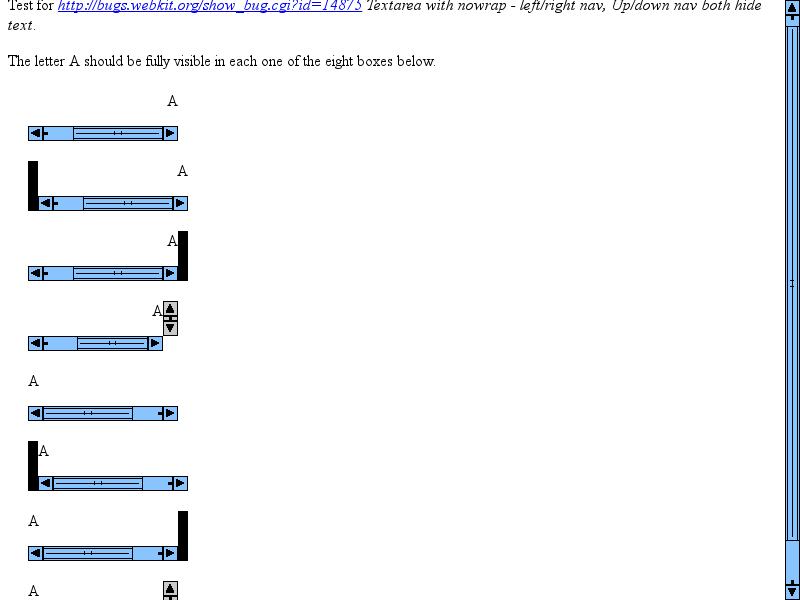 Test for http://bugs.webkit.org/show_bug.cgi?id=14875 Textarea with nowrap - left/right nav, Up/down nav both hide
text.
The letter A should be fully visible in each one of the eight boxes below.
A
A
A
A
A
A
A
A